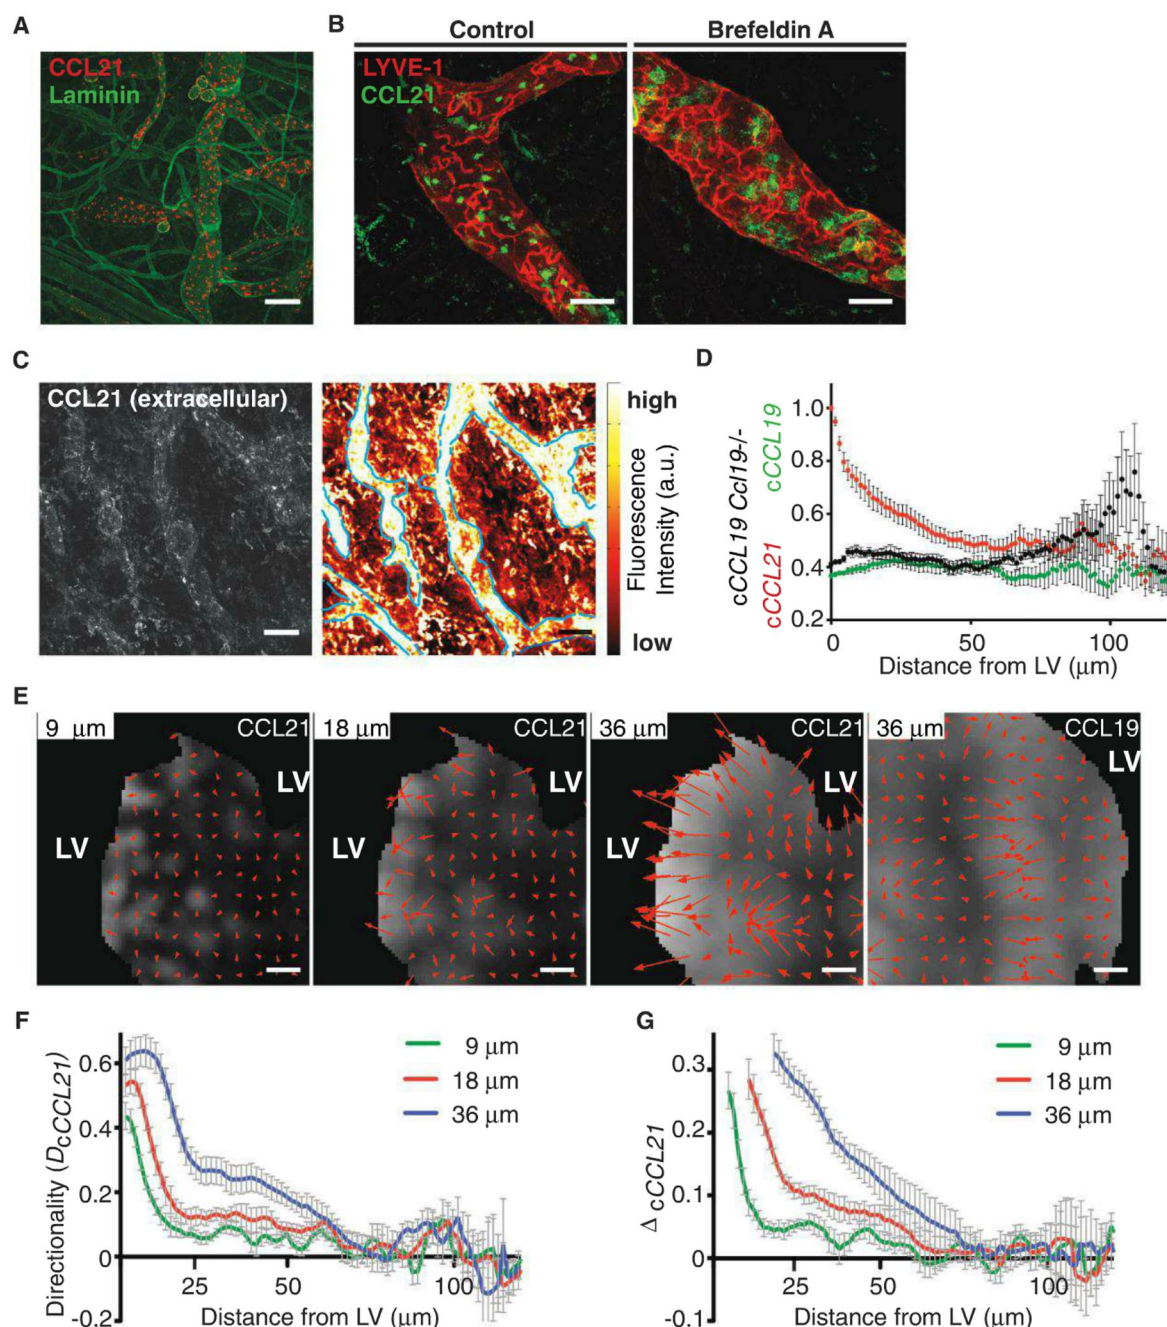 A
CCL21
Laminin
B
Control
Brefeldin A
LYVE-1
CCL21
C
CCL21 (extracellular)
high
Fluorescence
Intensity (a.u.)
low
D
cCCL19 Ccl19-/-
cCCL21
cCCL19
1.0
0.8
0.6
0.4
0.2
0
50
100
Distance from LV (μm)
E
9 μm
CCL21
LV
LV
18 μm
CCL21
LV
LV
36 μm
CCL21
LV
LV
36 μm
CCL19
LV
F
Directionality (DcCCL21)
0.6
0.4
0.2
0
-0.2
25
50
100
Distance from LV (μm)
9 μm
18 μm
36 μm
G
Δ cCCL21
0.3
0.2
0.1
0
-0.1
25
50
100
Distance from LV (μm)
9 μm
18 μm
36 μm